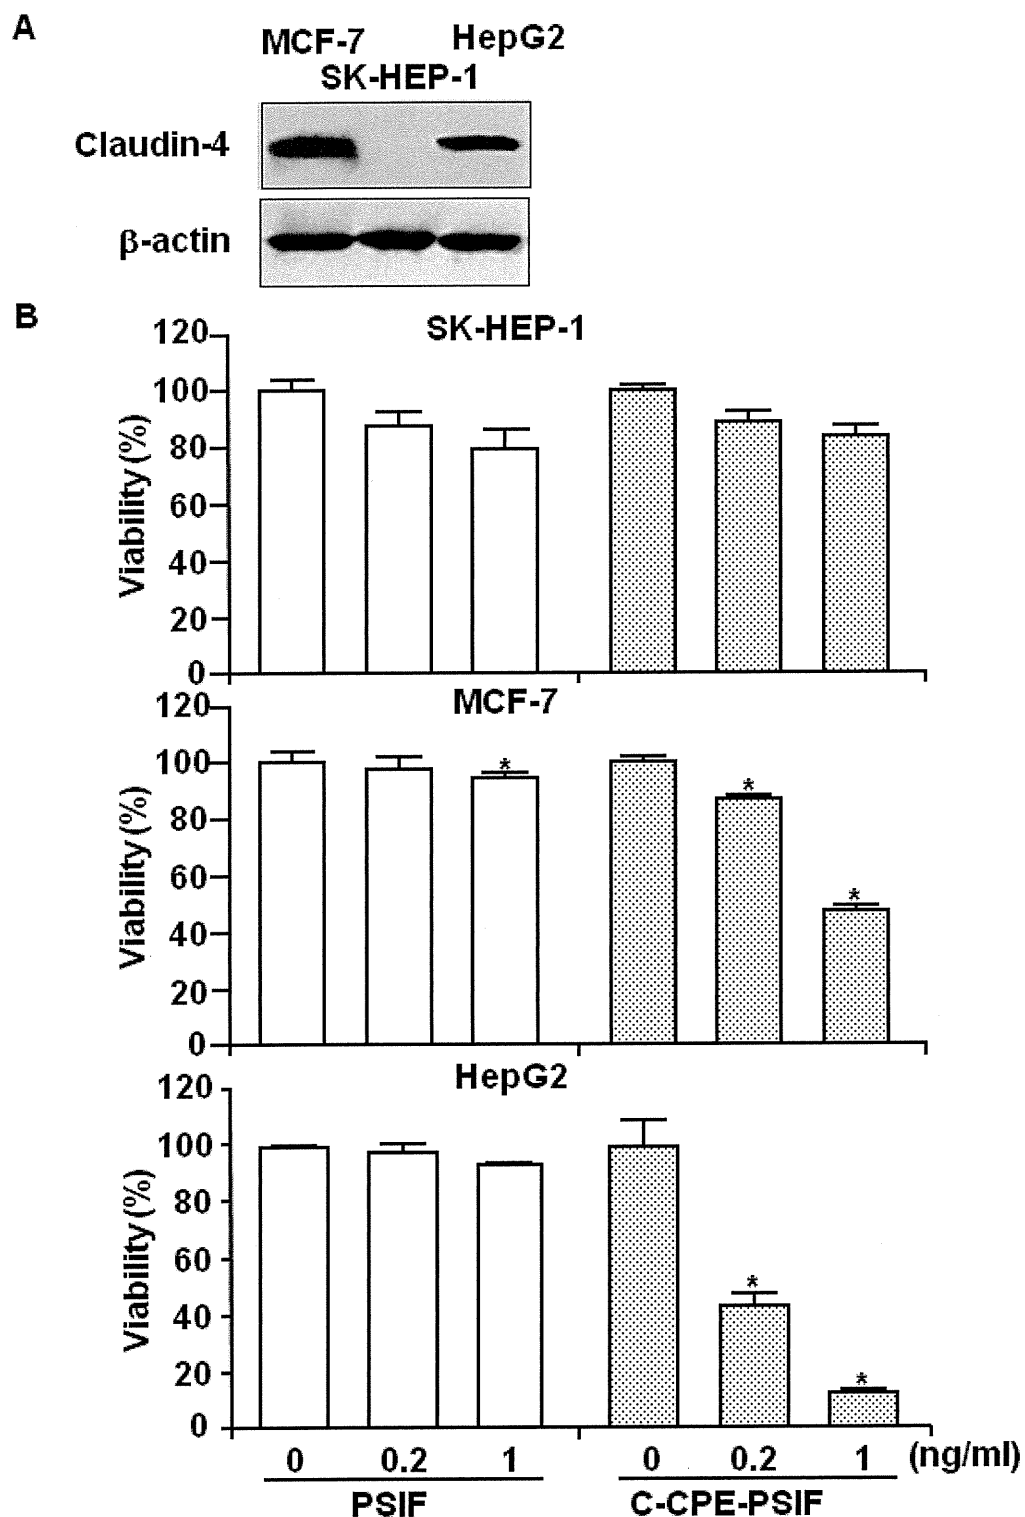 A
MCF-7 HepG2
SK-HEP-1
Claudin-4
β-actin
B
SK-HEP-1
120
100
80
60
40
20
0
Viability (%)
MCF-7
120
100
80
60
40
20
0
Viability (%)
* * *
HepG2
120
100
80
60
40
20
0
Viability (%)
* *
0 0.2 1 0 0.2 1 (ng/ml)
PSIF C-CPE-PSIF